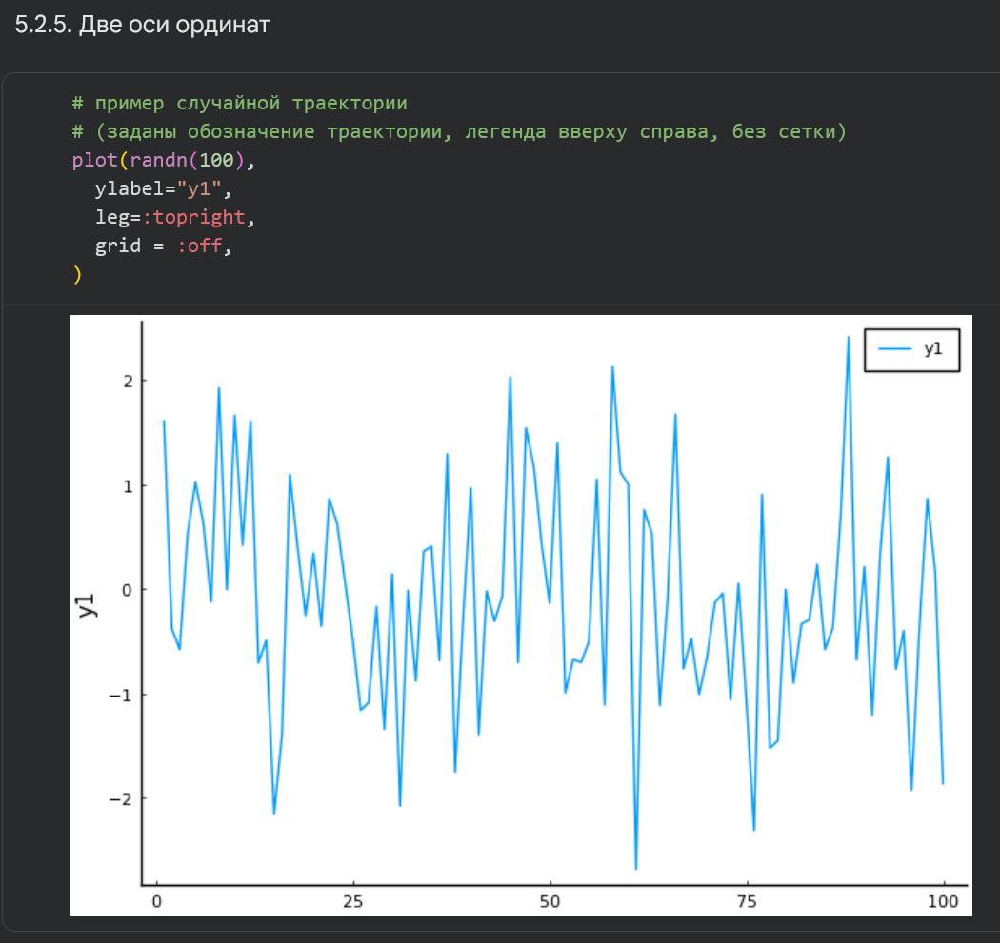 5.2.5. Две оси ординат
# пример случайной траектории
# (заданы обозначение траектории, легенда вверху справа, без сетки)
plot(randn(100),
  ylabel="y1",
  leg=:topright,
  grid = :off,
)
y1
2
1
0
−1
−2
y1
0 25 50 75 100